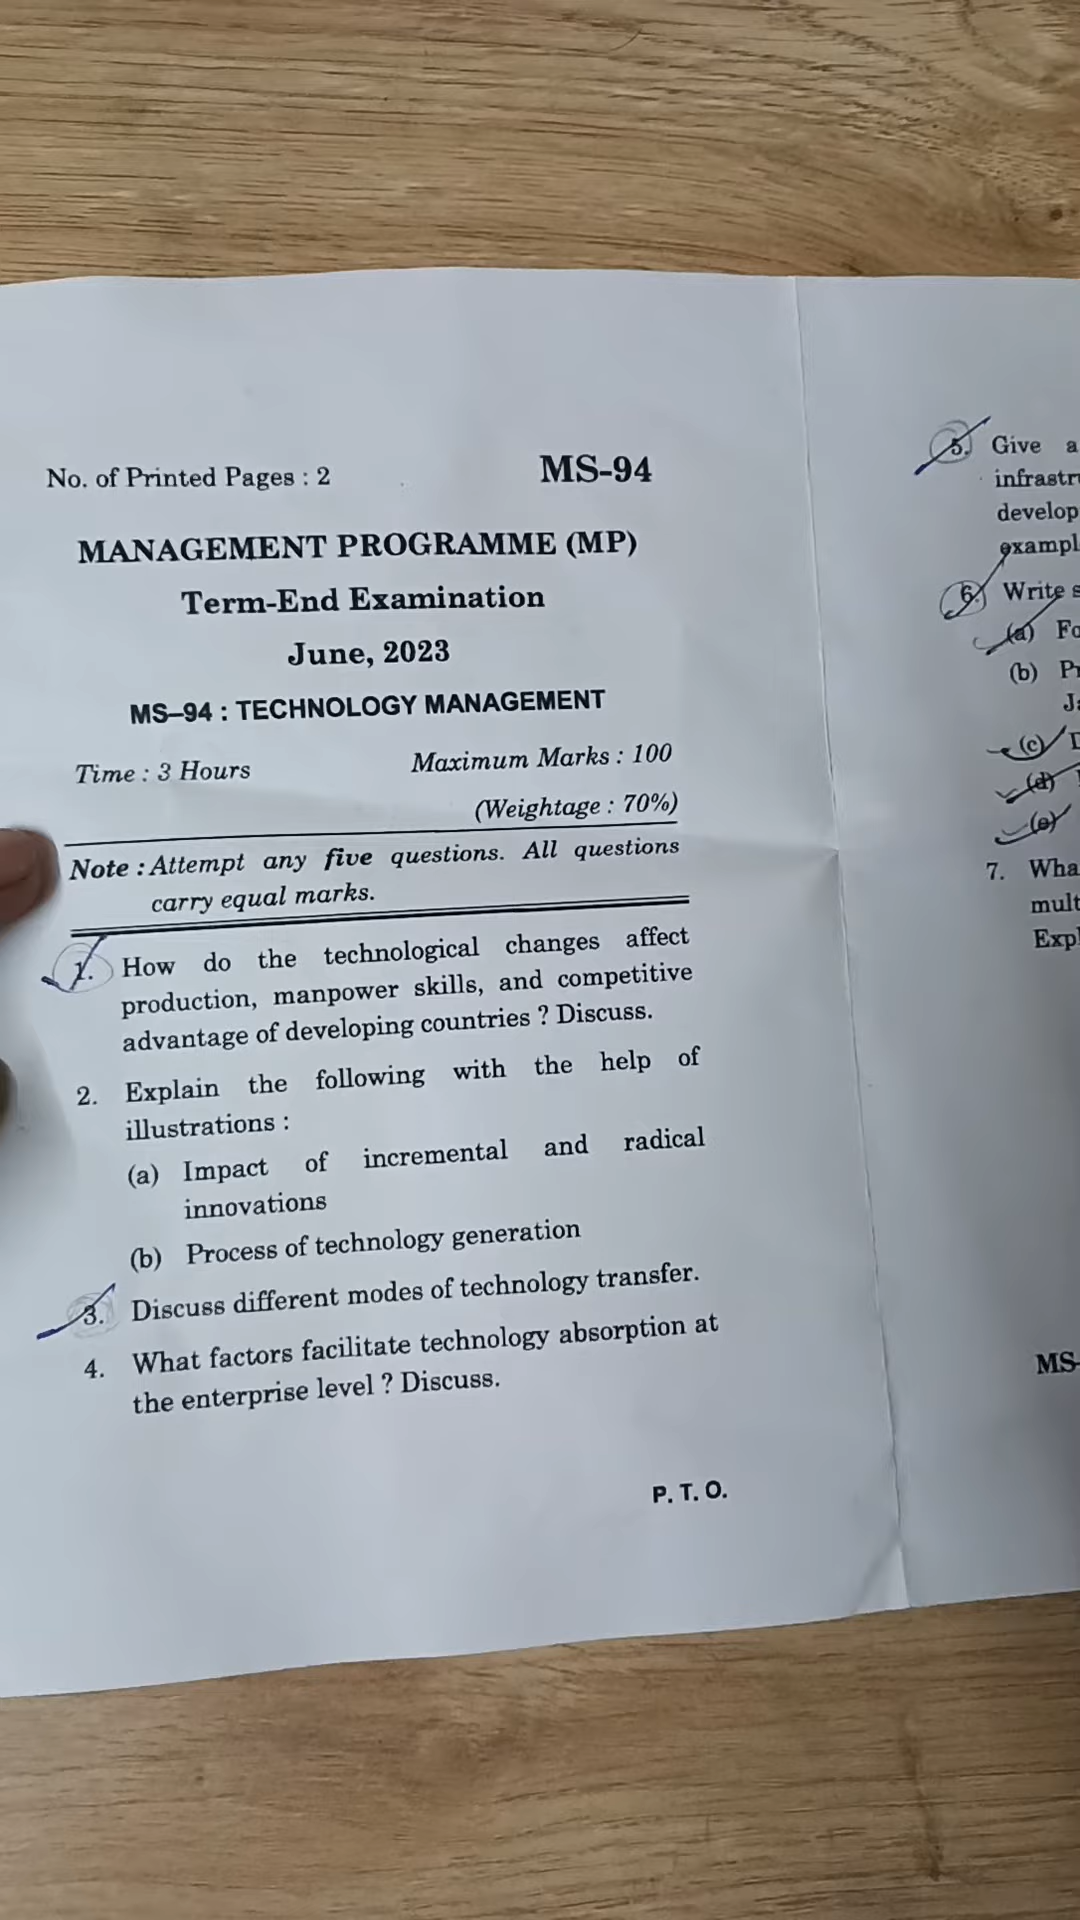 No. of Printed Pages : 2
MS-94
MANAGEMENT PROGRAMME (MP)
Term-End Examination
June, 2023
MS–94 : TECHNOLOGY MANAGEMENT
Time : 3 Hours
Maximum Marks : 100
(Weightage : 70%)
Note : Attempt any five questions. All questions
carry equal marks.
1. How do the technological changes affect
production, manpower skills, and competitive
advantage of developing countries ? Discuss.
2. Explain the following with the help of
illustrations :
(a) Impact of incremental and radical
innovations
(b) Process of technology generation
3. Discuss different modes of technology transfer.
4. What factors facilitate technology absorption at
the enterprise level ? Discuss.
P. T. O.
5. Give a
6. Write
(a)
(b)
(c)
(d)
(e)
7.
MS-